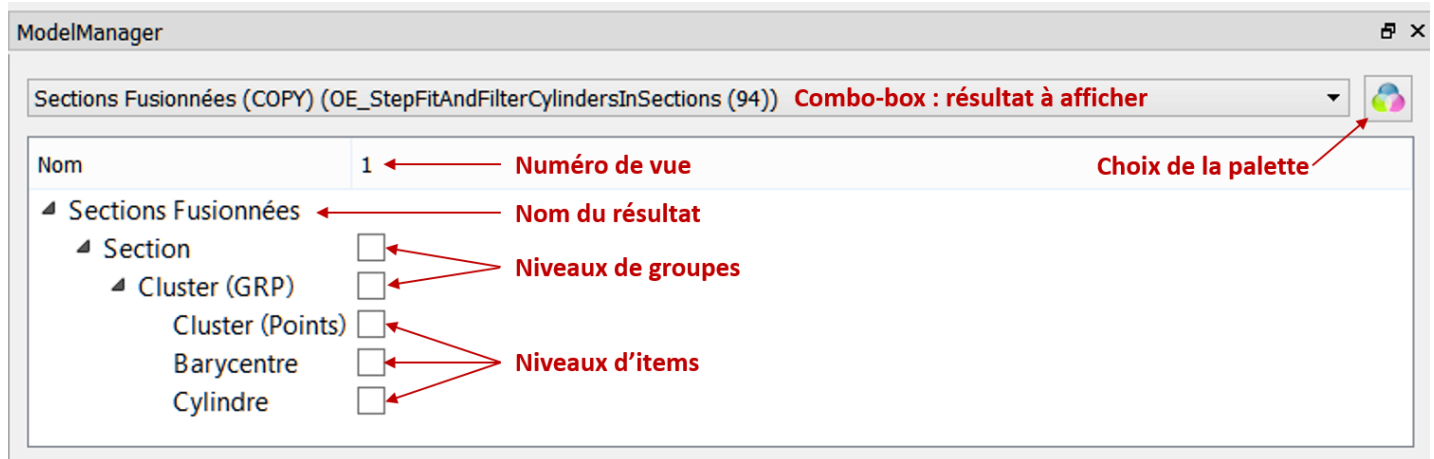 ModelManager
Sections Fusionnées (COPY) (OE_StepFitAndFilterCylindersInSections (94)) Combo-box : résultat à afficher
Nom 1 Numéro de vue Choix de la palette
Sections Fusionnées Nom du résultat
Section
Niveaux de groupes
Cluster (GRP)
Cluster (Points)
Barycentre Niveaux d’items
Cylindre